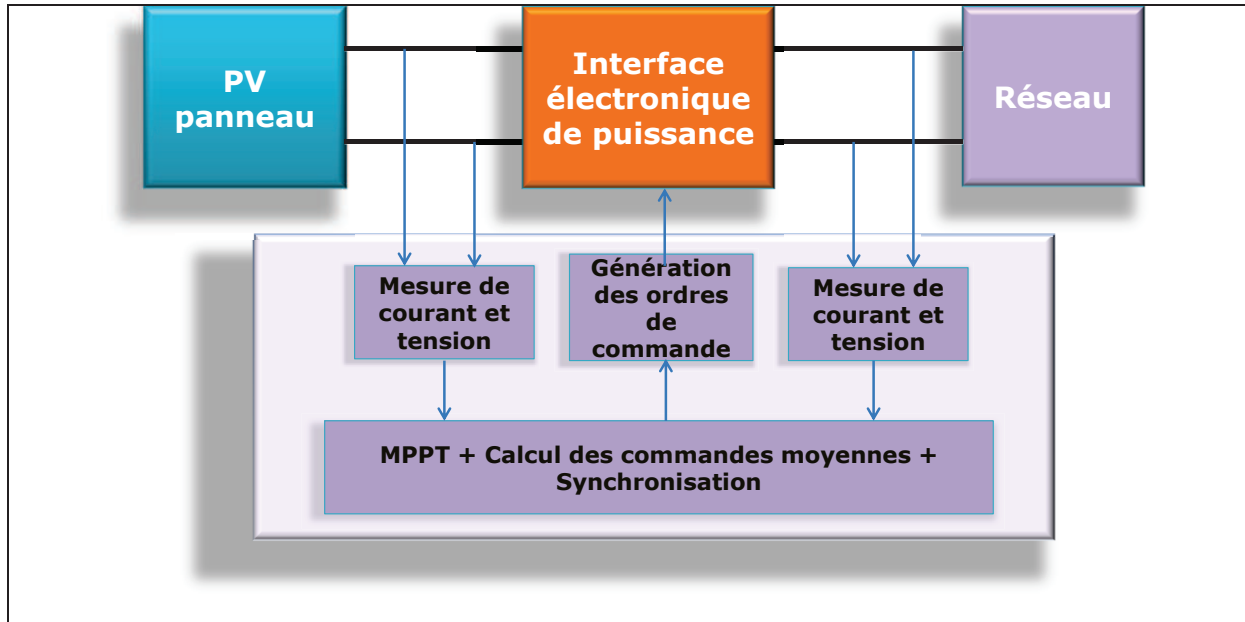 PV
panneau
Interface
électronique
de puissance
Réseau
Mesure de
courant et
tension
Génération
des ordres
de
commande
Mesure de
courant et
tension
MPPT + Calcul des commandes moyennes +
Synchronisation